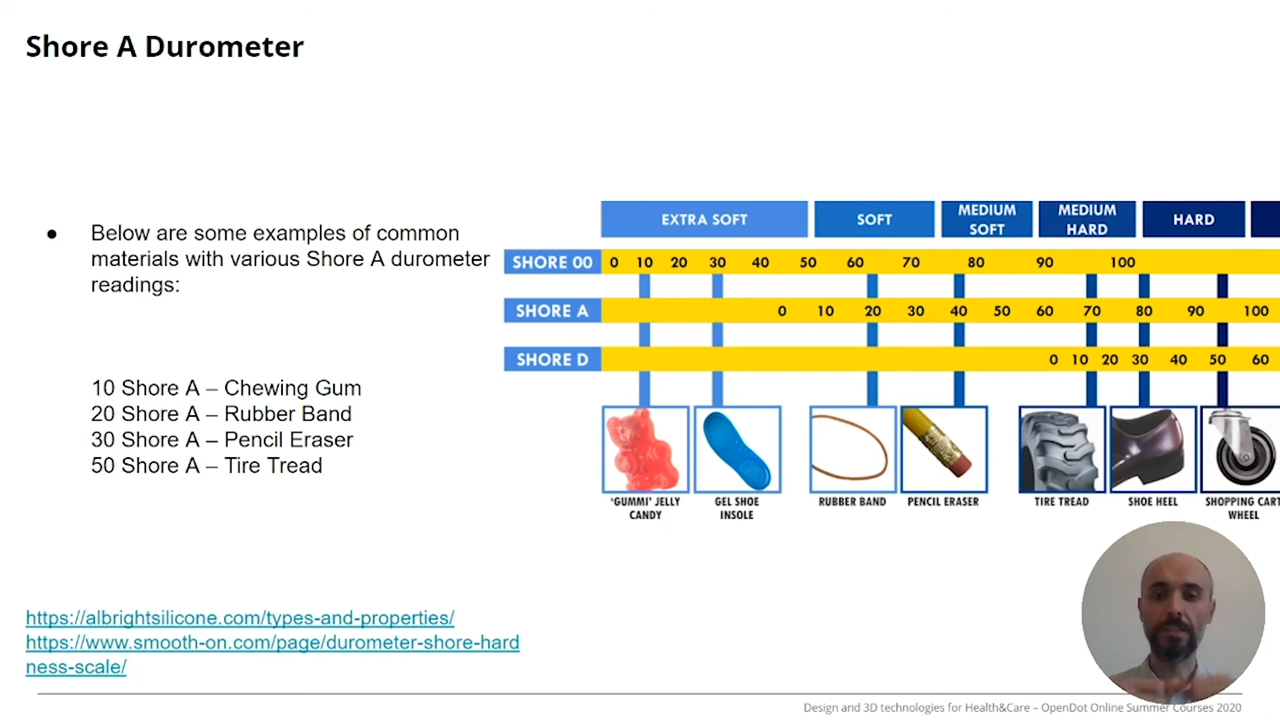 Shore A Durometer
● Below are some examples of common
materials with various Shore A durometer
readings:
10 Shore A – Chewing Gum
20 Shore A – Rubber Band
30 Shore A – Pencil Eraser
50 Shore A – Tire Tread
https://albrightsilicone.com/types-and-properties/
https://www.smooth-on.com/page/durometer-shore-hard
ness-scale/
EXTRA SOFT SOFT MEDIUM SOFT MEDIUM HARD HARD
SHORE 00 0 10 20 30 40 50 60 70 80 90 100
SHORE A 0 10 20 30 40 50 60 70 80 90 100
SHORE D 0 10 20 30 40 50 60
'GUMMI' JELLY CANDY
GEL SHOE INSOLE
RUBBER BAND
PENCIL ERASER
TIRE TREAD
SHOE HEEL
SHOPPING CART WHEEL
Design and 3D technologies for Health&Care – OpenDot Online Summer Courses 2020